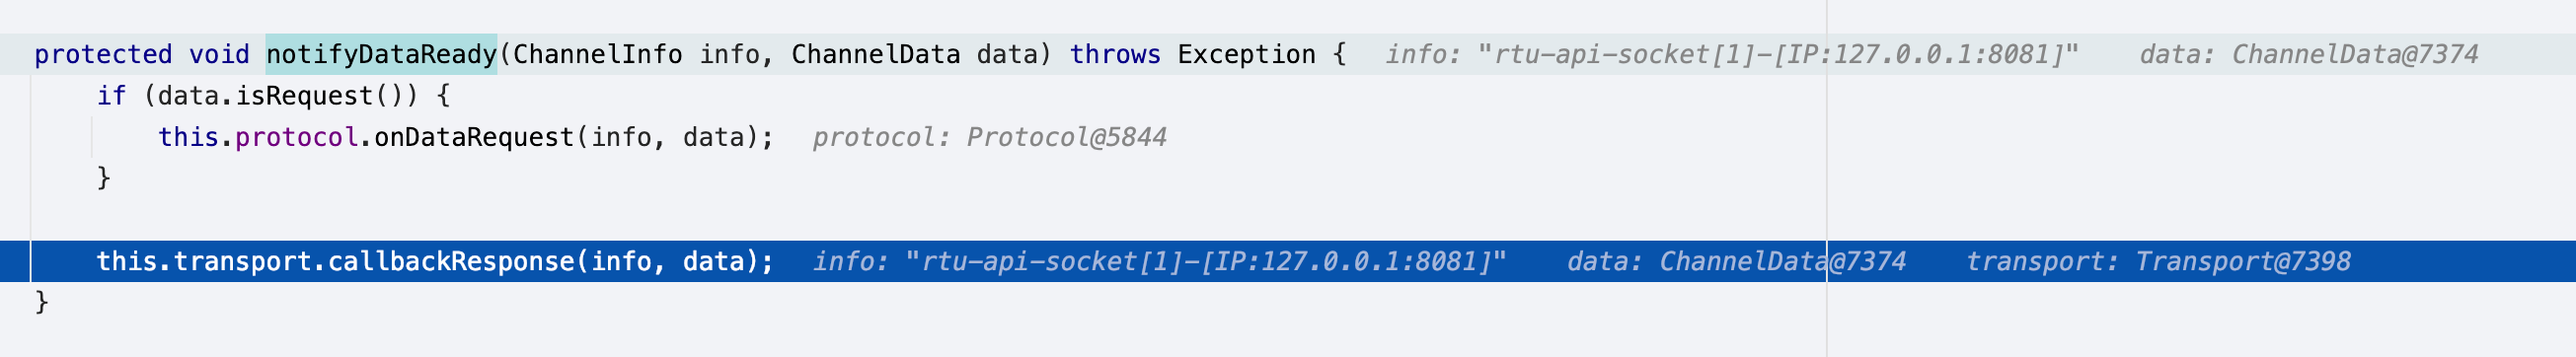 protected void notifyDataReady(ChannelInfo info, ChannelData data) throws Exception {   info: "rtu-api-socket[1]-[IP:127.0.0.1:8081]"    data: ChannelData@7374
    if (data.isRequest()) {
        this.protocol.onDataRequest(info, data);   protocol: Protocol@5844
    }
    this.transport.callbackResponse(info, data);   info: "rtu-api-socket[1]-[IP:127.0.0.1:8081]"    data: ChannelData@7374    transport: Transport@7398
}